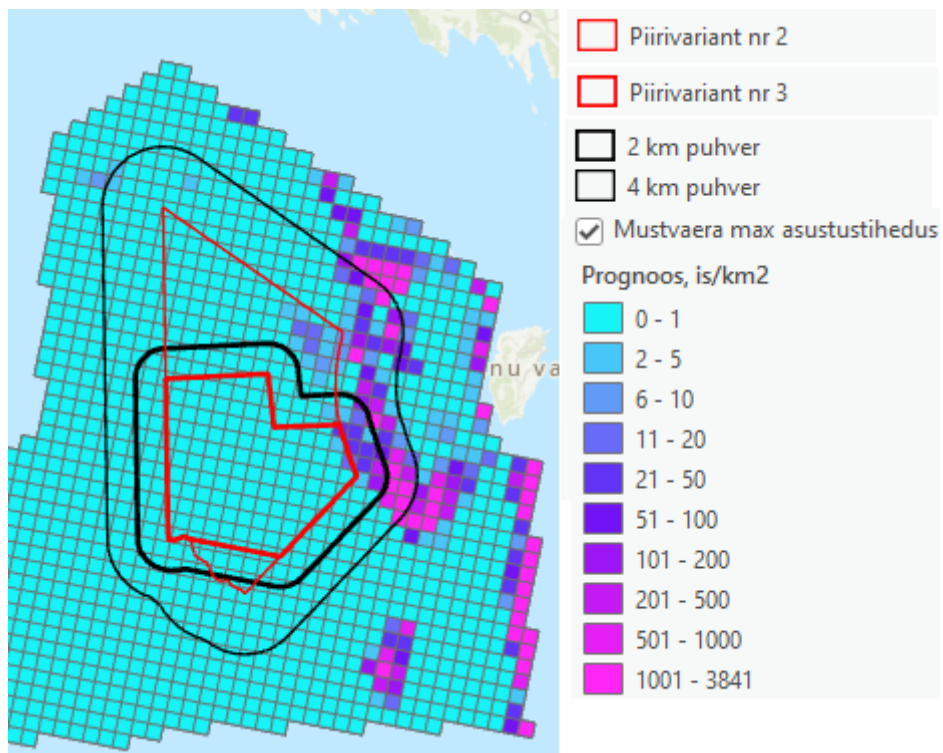 Piirivariant nr 2
Piirivariant nr 3
2 km puhver
4 km puhver
Mustvaera max asustustihedus
Prognoos, is/km2
0 - 1
2 - 5
6 - 10
11 - 20
21 - 50
51 - 100
101 - 200
201 - 500
501 - 1000
1001 - 3841
nu va